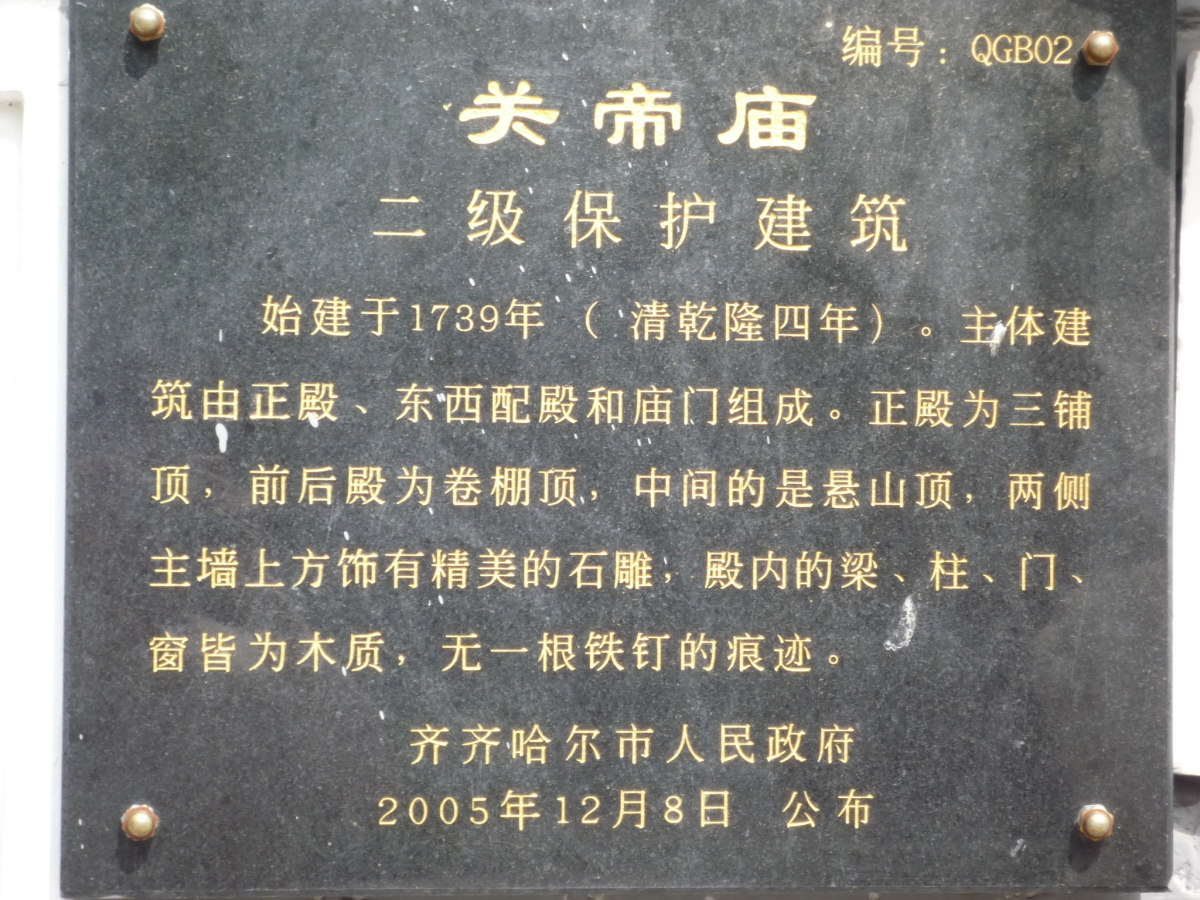 编号：QGB02
关帝庙
二级保护建筑
始建于1739年（清乾隆四年）。主体建
筑由正殿、东西配殿和庙门组成。正殿为三铺
顶，前后殿为卷棚顶，中间的是悬山顶，两侧
主墙上方饰有精美的石雕，殿内的梁、柱、门、
窗皆为木质，无一根铁钉的痕迹。
齐齐哈尔市人民政府
2005年12月8日 公布